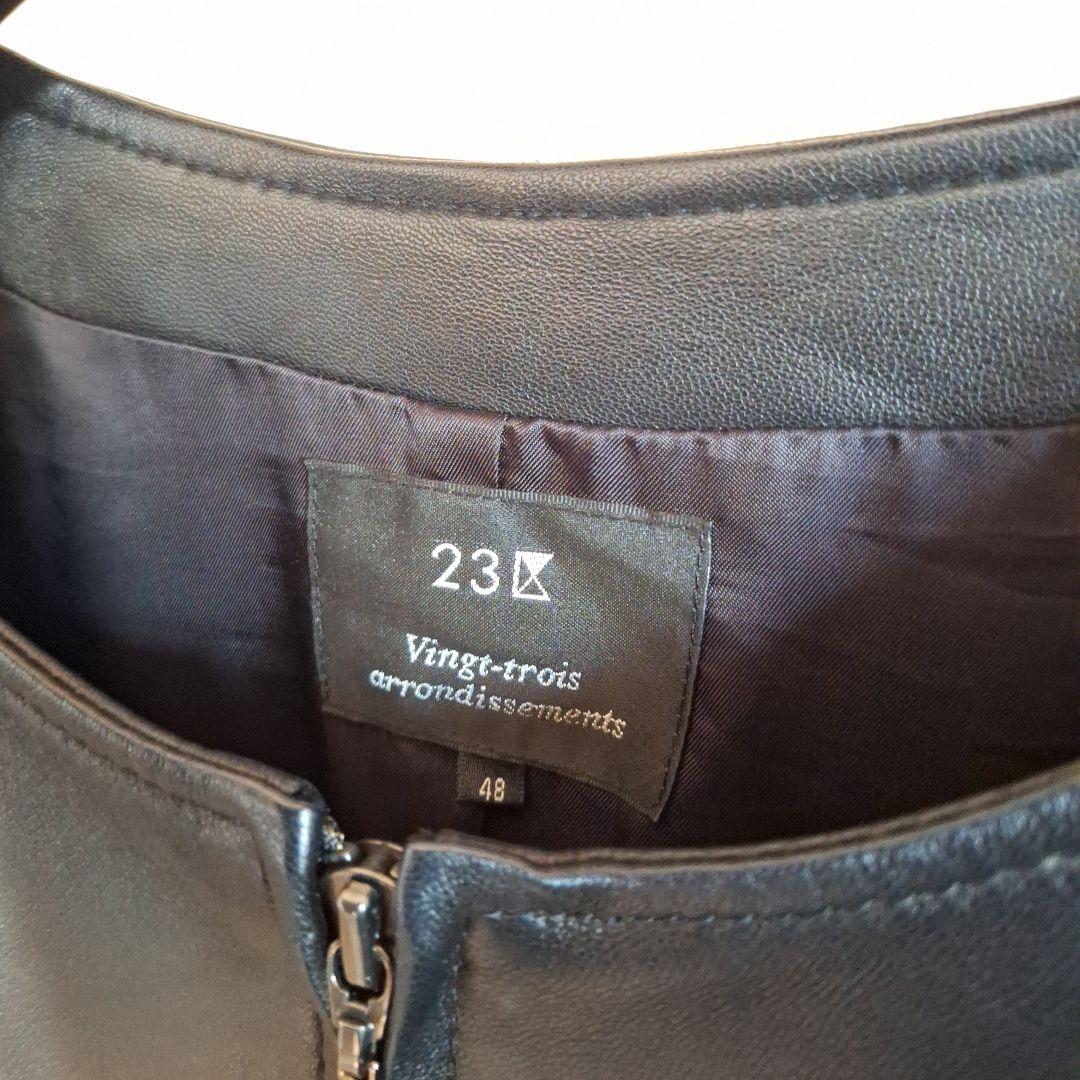 23区
Vingt-trois
arrondissements
48